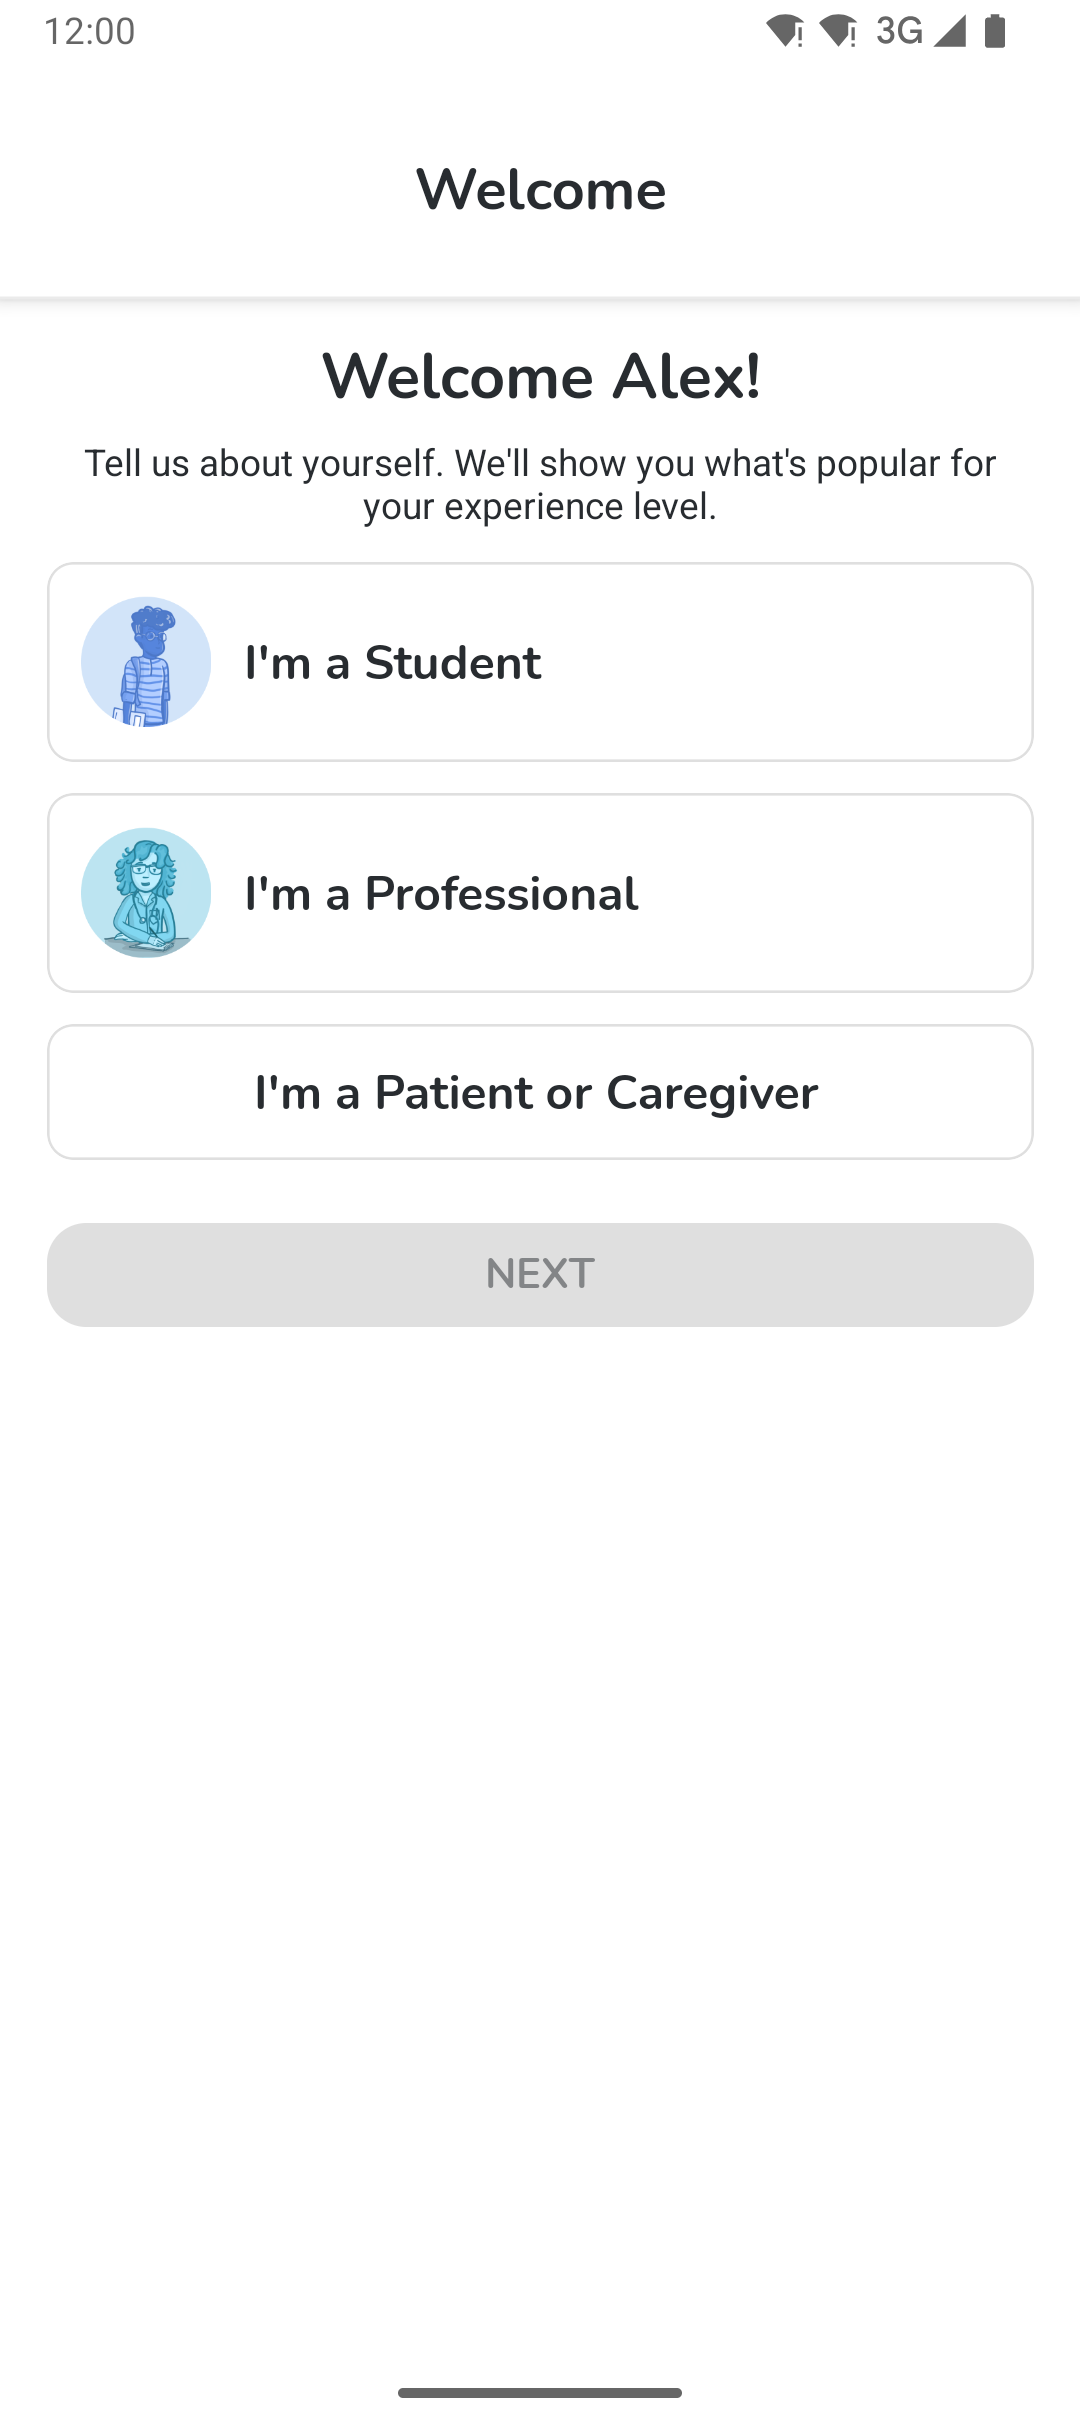 12:00
3G
Welcome
Welcome Alex!
Tell us about yourself. We'll show you what's popular for
your experience level.
I'm a Student
I'm a Professional
I'm a Patient or Caregiver
NEXT